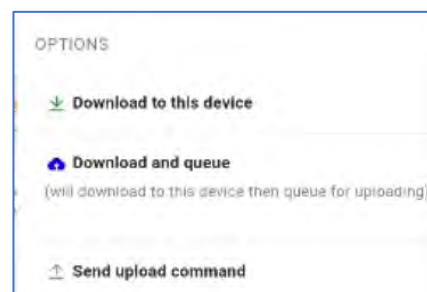 OPTIONS
Download to this device
Download and queue
(will download to this device then queue for uploading)
Send upload command